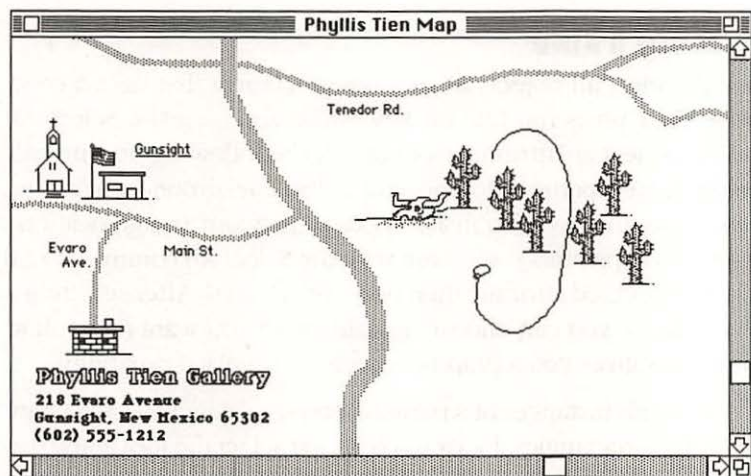 Phyllis Tien Map
Tenedor Rd.
Gunsight
Main St.
Evaro
Ave.
Phyllis Tien Gallery
218 Evaro Avenue
Gunsight, New Mexico 65302
(602) 555-1212